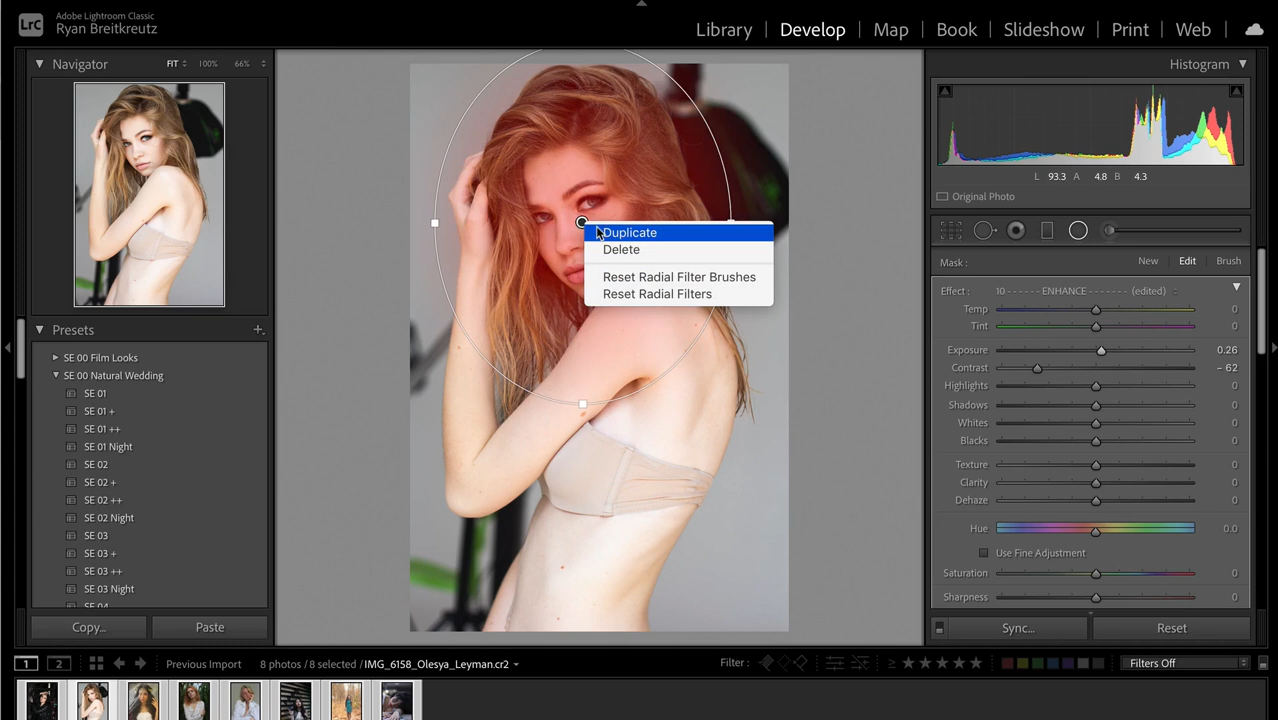 LrC
Adobe Lightroom Classic
Ryan Breitkreutz
Library | Develop | Map | Book | Slideshow | Print | Web
Navigator FIT 100% 66%
Presets
SE 00 Film Looks
SE 00 Natural Wedding
SE 01
SE 01 +
SE 01 ++
SE 01 Night
SE 02
SE 02 +
SE 02 ++
SE 02 Night
SE 03
SE 03 +
SE 03 ++
SE 03 Night
SE 04
Copy... Paste
Duplicate
Delete
Reset Radial Filter Brushes
Reset Radial Filters
Histogram
L 93.3 A 4.8 B 4.3
Original Photo
Mask : New Edit Brush
Effect : 10 ------ ENHANCE ------- (edited)
Temp 0
Tint 0
Exposure 0.26
Contrast – 62
Highlights 0
Shadows 0
Whites 0
Blacks 0
Texture 0
Clarity 0
Dehaze 0
Hue 0.0
Use Fine Adjustment
Saturation 0
Sharpness 0
Sync... Reset
1 2 Previous Import 8 photos / 8 selected / IMG_6158_Olesya_Leyman.cr2 Filter : ≥ ★★★★★ Filters Off